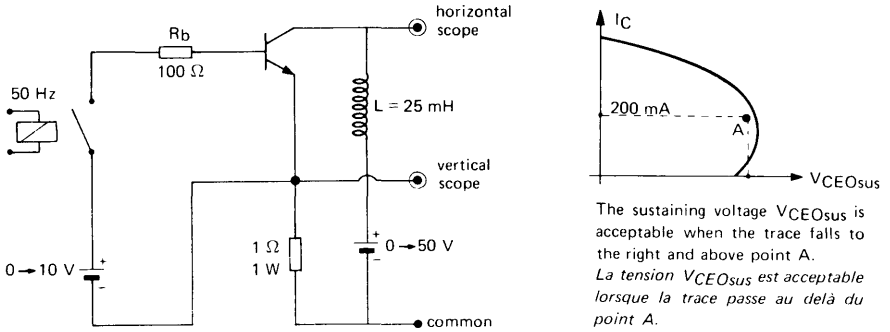 horizontal
scope
Rb
100 Ω
50 Hz
L = 25 mH
vertical
scope
1 Ω
1 W
+
0→50 V
−
+
0→10 V
−
common
IC
200 mA
A
VCEOsus
The sustaining voltage VCEOsus is
acceptable when the trace falls to
the right and above point A.
La tension VCEOsus est acceptable
lorsque la trace passe au delà du
point A.